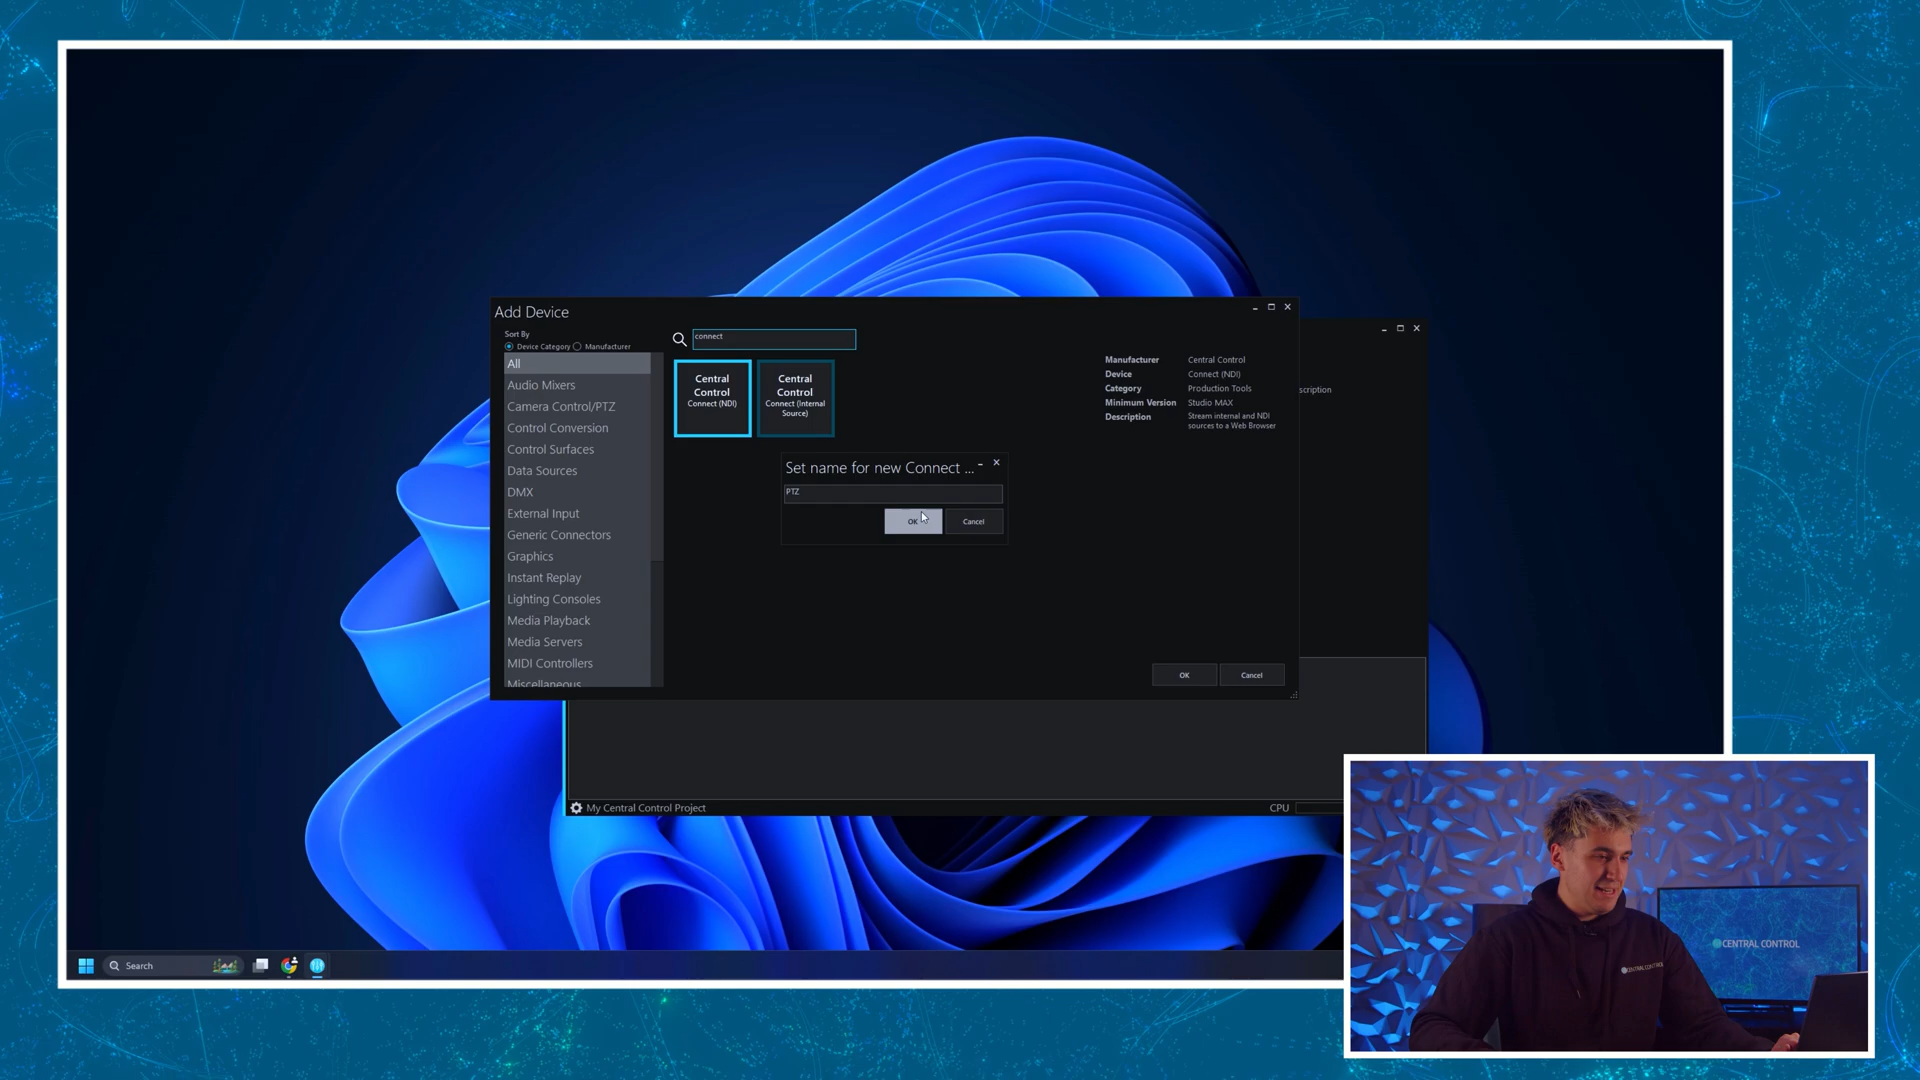 Add Device
Sort By
Device Category
Manufacturer
connect
All
Audio Mixers
Camera Control/PTZ
Control Conversion
Control Surfaces
Data Sources
DMX
External Input
Generic Connectors
Graphics
Instant Replay
Lighting Consoles
Media Playback
Media Servers
MIDI Controllers
Miscellaneous
Central
Control
Connect (NDI)
Central
Control
Connect (Internal
Source)
Manufacturer Central Control
Device Connect (NDI)
Category Production Tools
Minimum Version Studio MAX
Description Stream internal and NDI
sources to a Web Browser
scription
Set name for new Connect ...
PTZ
OK
Cancel
OK
Cancel
My Central Control Project
CPU
Search
CENTRAL CONTROL
CENTRAL CONTROL